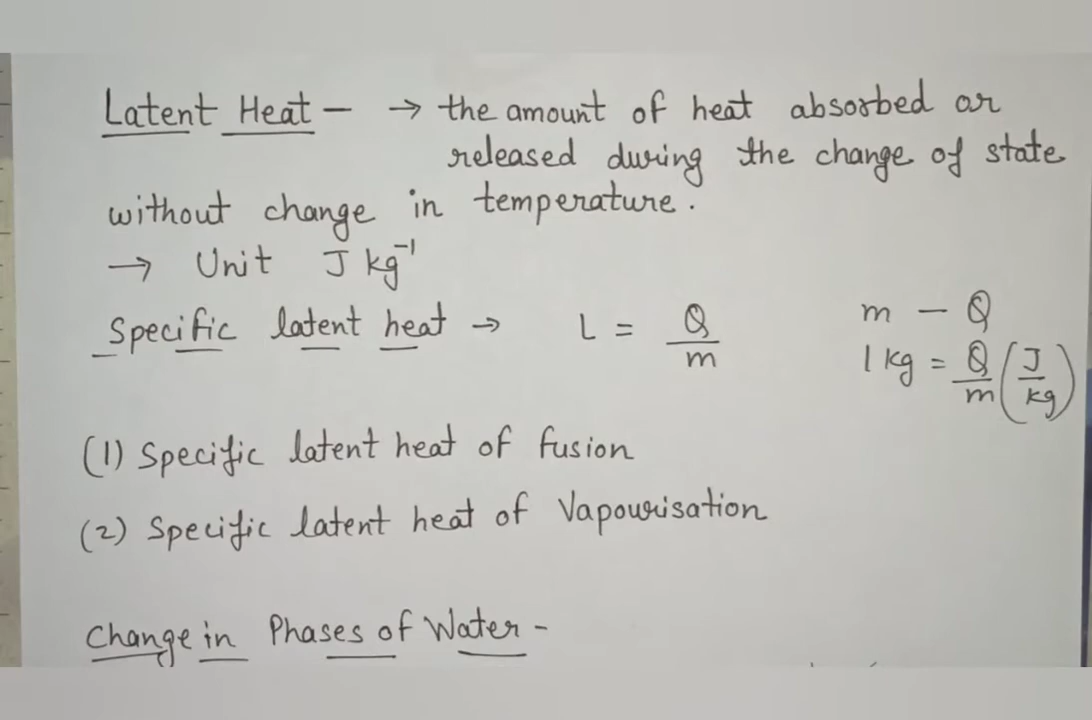 Latent Heat — → the amount of heat absorbed or
released during the change of state
without change in temperature.
→ Unit J kg⁻¹
Specific latent heat → L = Q/m
m — Q
1 kg = Q/m (J/kg)
(1) Specific latent heat of fusion
(2) Specific latent heat of Vapourisation
Change in Phases of Water -